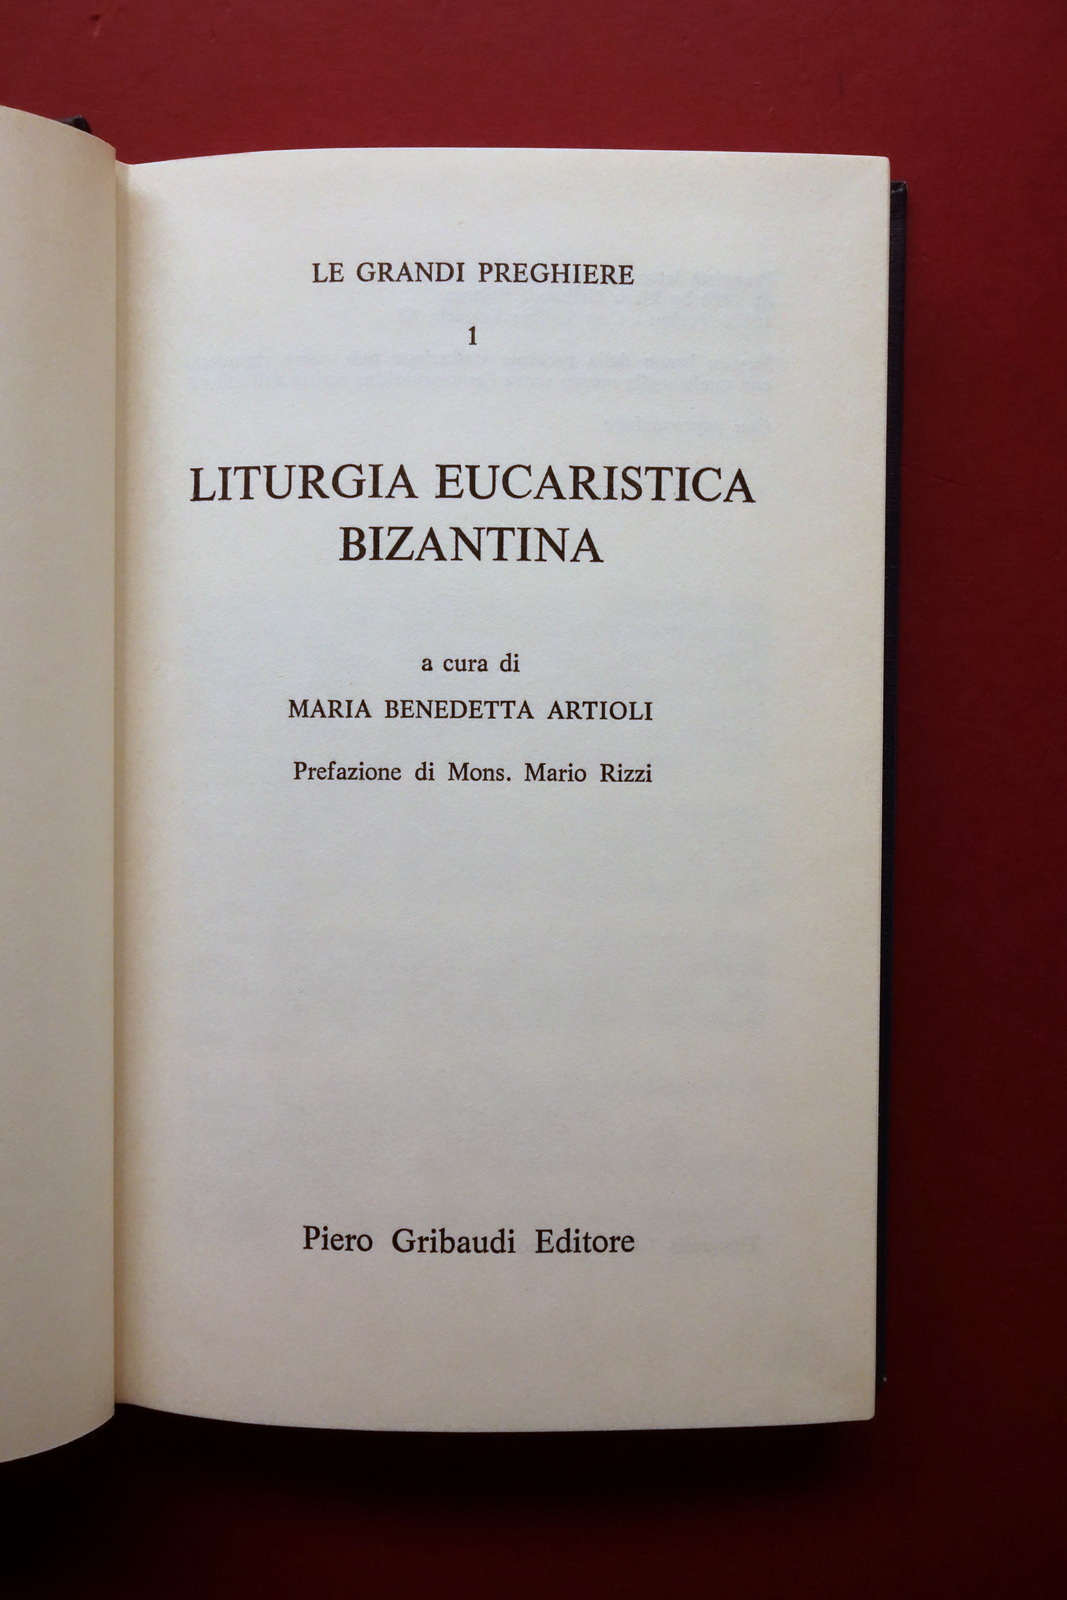 LE GRANDI PREGHIERE
1
LITURGIA EUCARISTICA
BIZANTINA
a cura di
MARIA BENEDETTA ARTIOLI
Prefazione di Mons. Mario Rizzi
Piero Gribaudi Editore